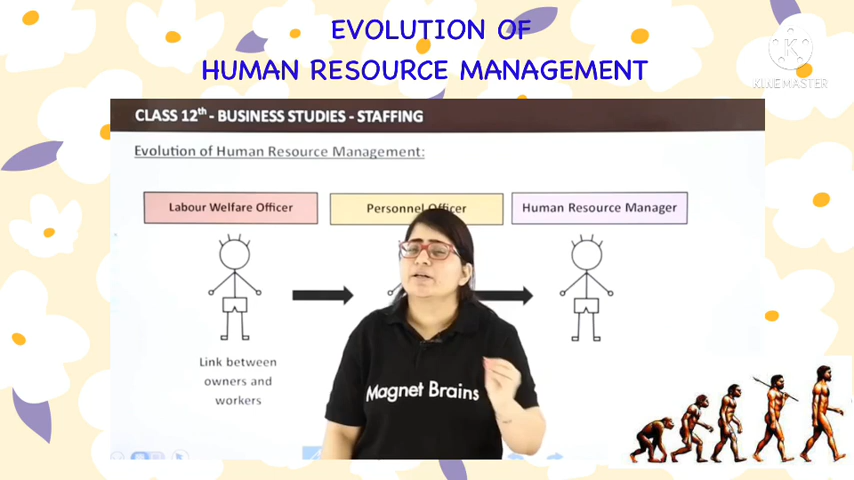 EVOLUTION OF
HUMAN RESOURCE MANAGEMENT
KINEMASTER
CLASS 12th - BUSINESS STUDIES - STAFFING
Evolution of Human Resource Management:
Labour Welfare Officer
Personnel Officer
Human Resource Manager
Link between
owners and
workers
Magnet Brains